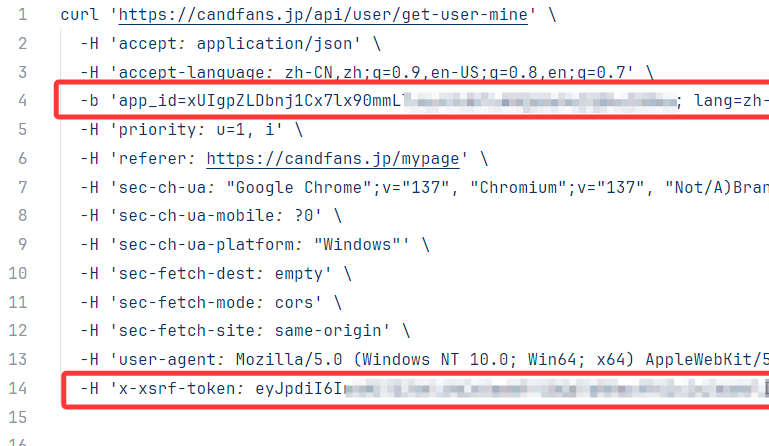 1 curl 'https://candfans.jp/api/user/get-user-mine' \
2 -H 'accept: application/json' \
3 -H 'accept-language: zh-CN,zh;q=0.9,en-US;q=0.8,en;q=0.7' \
4 -b 'app_id=xUIgpZLDbnj1Cx7lx90mmL ; lang=zh-
5 -H 'priority: u=1, i' \
6 -H 'referer: https://candfans.jp/mypage' \
7 -H 'sec-ch-ua: "Google Chrome";v="137", "Chromium";v="137", "Not/A)Bran
8 -H 'sec-ch-ua-mobile: ?0' \
9 -H 'sec-ch-ua-platform: "Windows"' \
10 -H 'sec-fetch-dest: empty' \
11 -H 'sec-fetch-mode: cors' \
12 -H 'sec-fetch-site: same-origin' \
13 -H 'user-agent: Mozilla/5.0 (Windows NT 10.0; Win64; x64) AppleWebKit/5
14 -H 'x-xsrf-token: eyJpdiI6I
15
16